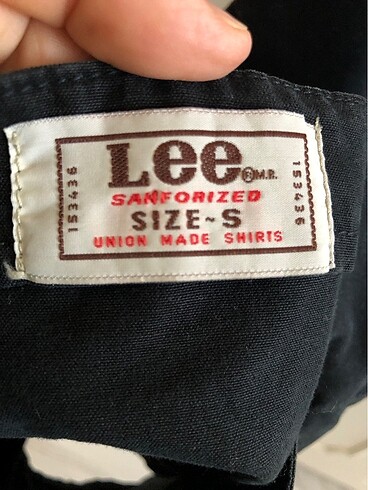 Lee ® M.R.
SANFORIZED
SIZE~S
UNION MADE SHIRTS
153436
153436